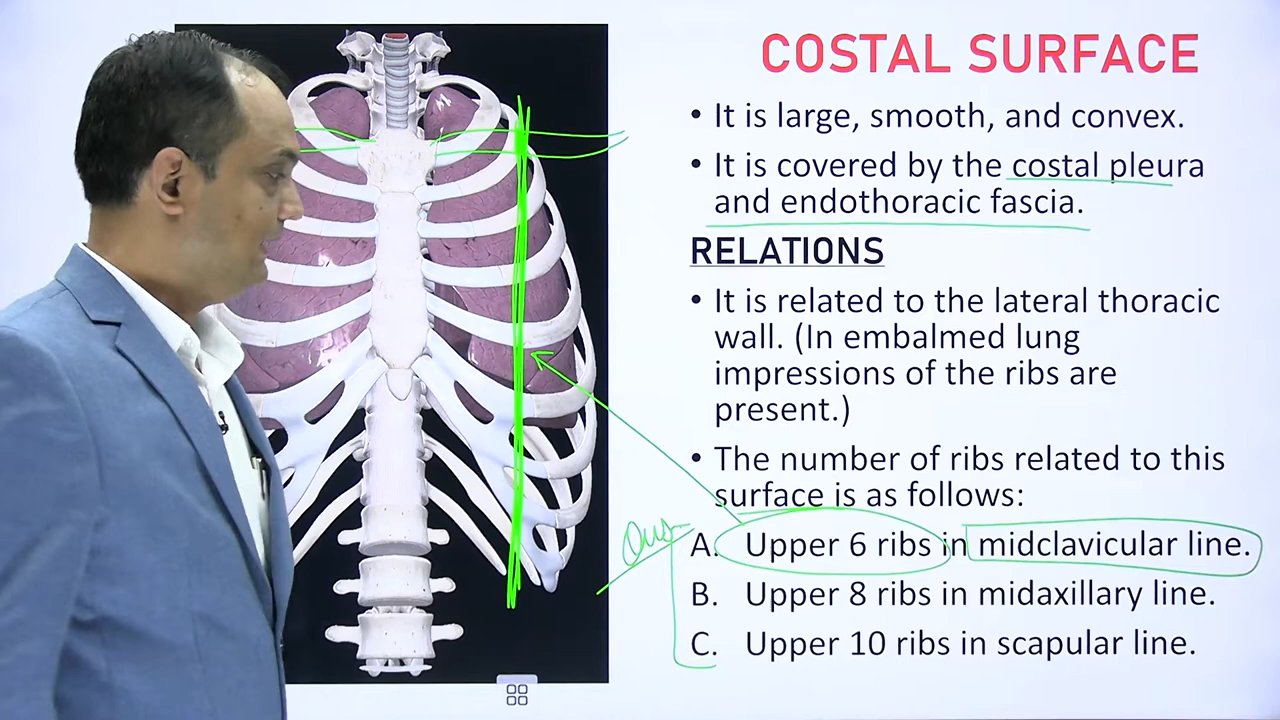 COSTAL SURFACE
• It is large, smooth, and convex.
• It is covered by the costal pleura
and endothoracic fascia.
RELATIONS
• It is related to the lateral thoracic
wall. (In embalmed lung
impressions of the ribs are
present.)
• The number of ribs related to this
surface is as follows:
A. Upper 6 ribs in midclavicular line.
B. Upper 8 ribs in midaxillary line.
C. Upper 10 ribs in scapular line.